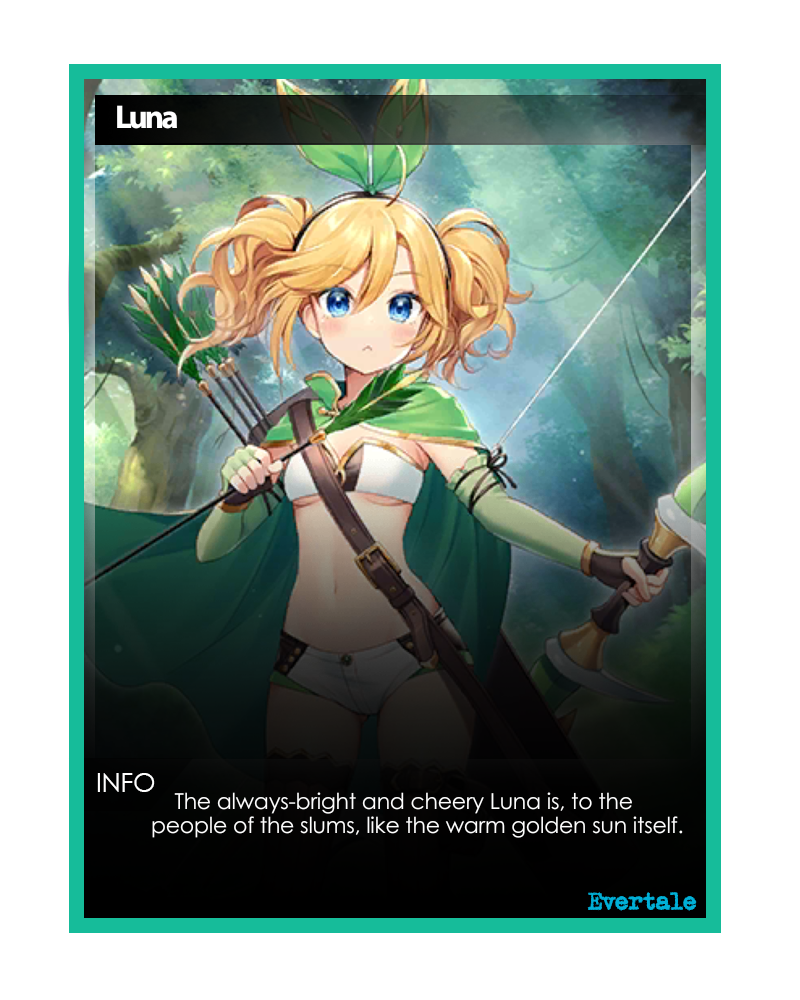 Luna
INFO
The always-bright and cheery Luna is, to the
people of the slums, like the warm golden sun itself.
Evertale